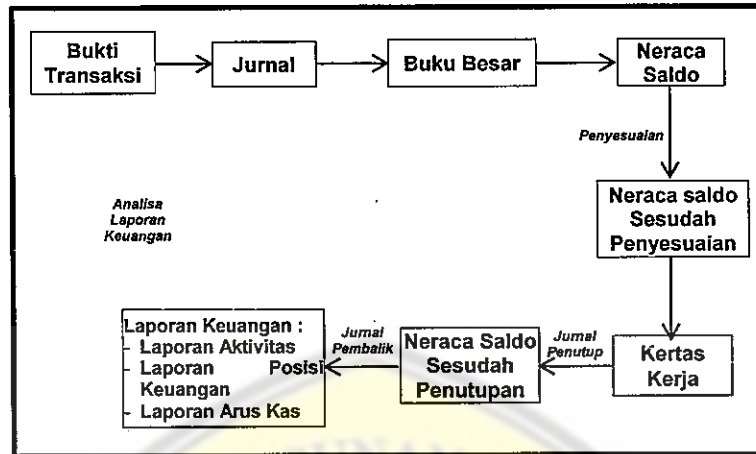 Bukti
Transaksi
Jurnal
Buku Besar
Neraca
Saldo
Penyesuaian
Neraca saldo
Sesudah
Penyesuaian
Analisa
Laporan
Keuangan
Laporan Keuangan :
- Laporan Aktivitas
- Laporan Posisi
Keuangan
- Laporan Arus Kas
Jurnal
Pembalik
Neraca Saldo
Sesudah
Penutupan
Jurnal
Penutup
Kertas
Kerja